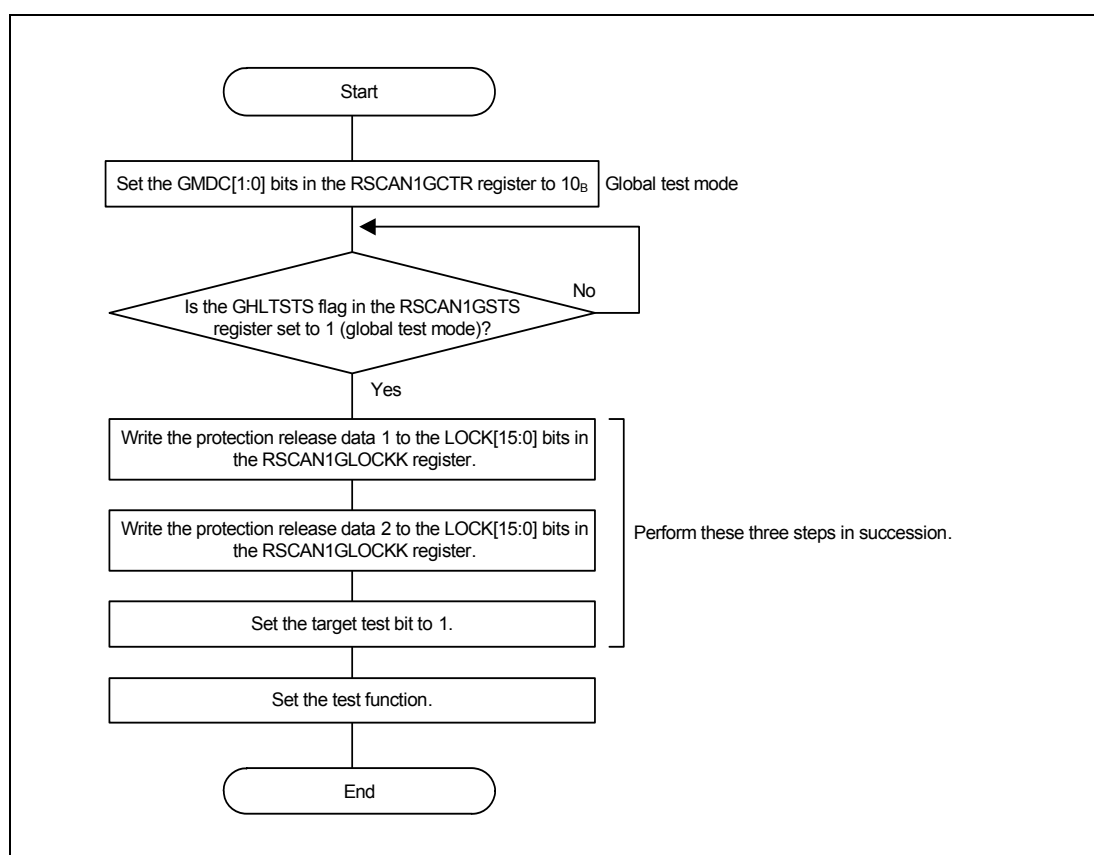 Start
Set the GMDC[1:0] bits in the RSCAN1GCTR register to 10B
Global test mode
Is the GHLTSTS flag in the RSCAN1GSTS
register set to 1 (global test mode)?
No
Yes
Write the protection release data 1 to the LOCK[15:0] bits in
the RSCAN1GLOCKK register.
Write the protection release data 2 to the LOCK[15:0] bits in
the RSCAN1GLOCKK register.
Perform these three steps in succession.
Set the target test bit to 1.
Set the test function.
End